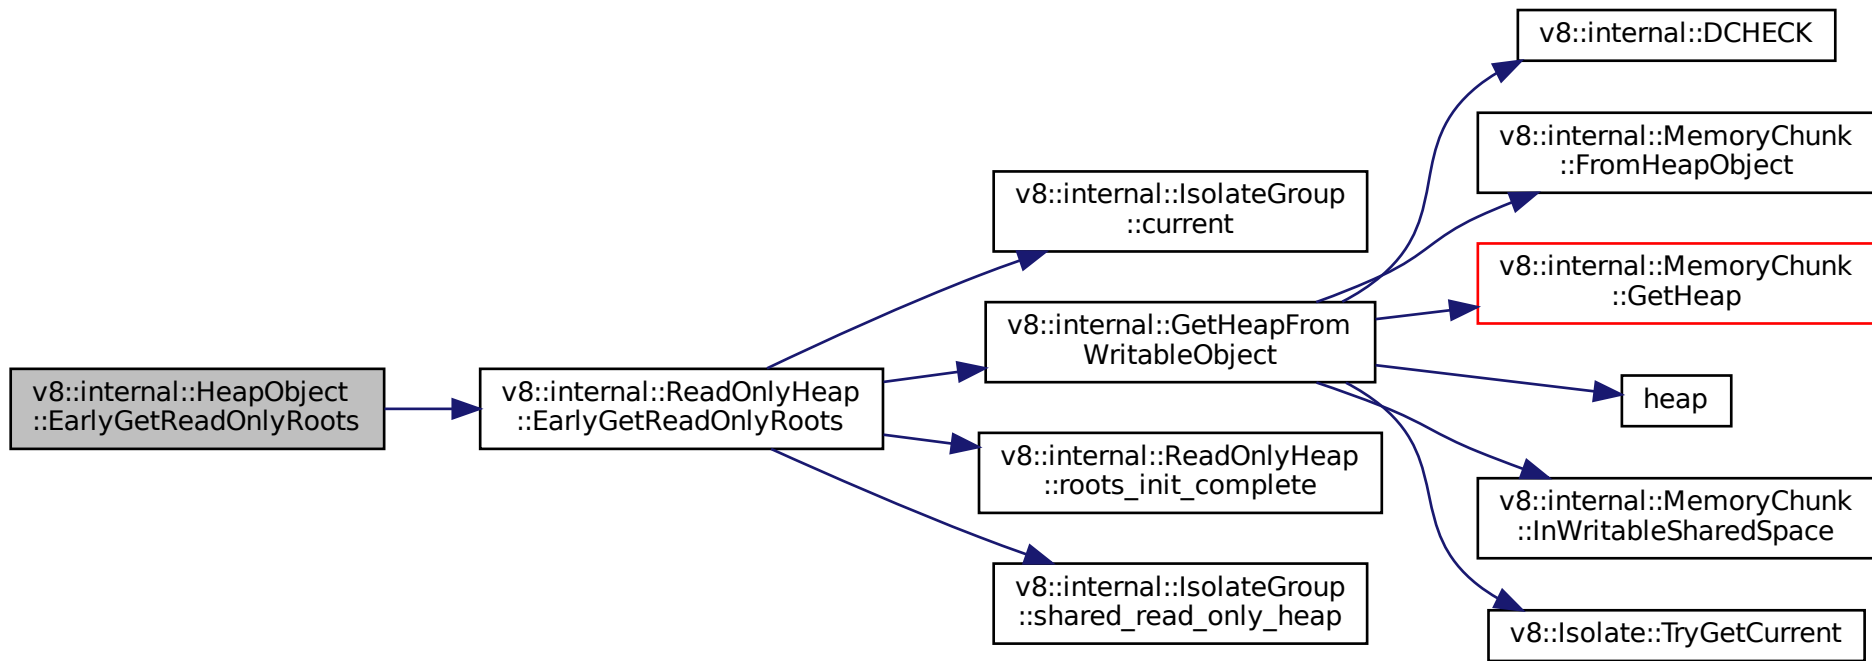 v8::internal::HeapObject
::EarlyGetReadOnlyRoots
v8::internal::ReadOnlyHeap
::EarlyGetReadOnlyRoots
v8::internal::IsolateGroup
::current
v8::internal::GetHeapFrom
WritableObject
v8::internal::ReadOnlyHeap
::roots_init_complete
v8::internal::IsolateGroup
::shared_read_only_heap
v8::internal::DCHECK
v8::internal::MemoryChunk
::FromHeapObject
v8::internal::MemoryChunk
::GetHeap
heap
v8::internal::MemoryChunk
::InWritableSharedSpace
v8::Isolate::TryGetCurrent